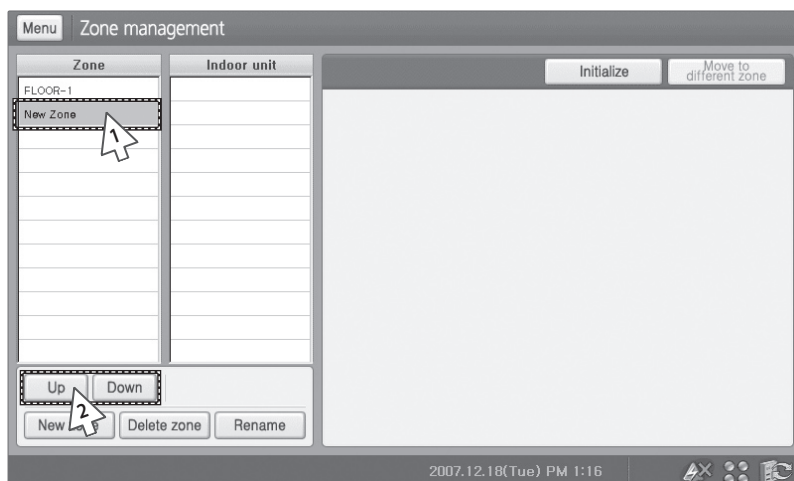 Menu Zone management
Zone Indoor unit
Initialize Move to
different zone
FLOOR-1
New Zone
1
Up Down
2
New Delete zone Rename
2007.12.18(Tue) PM 1:16